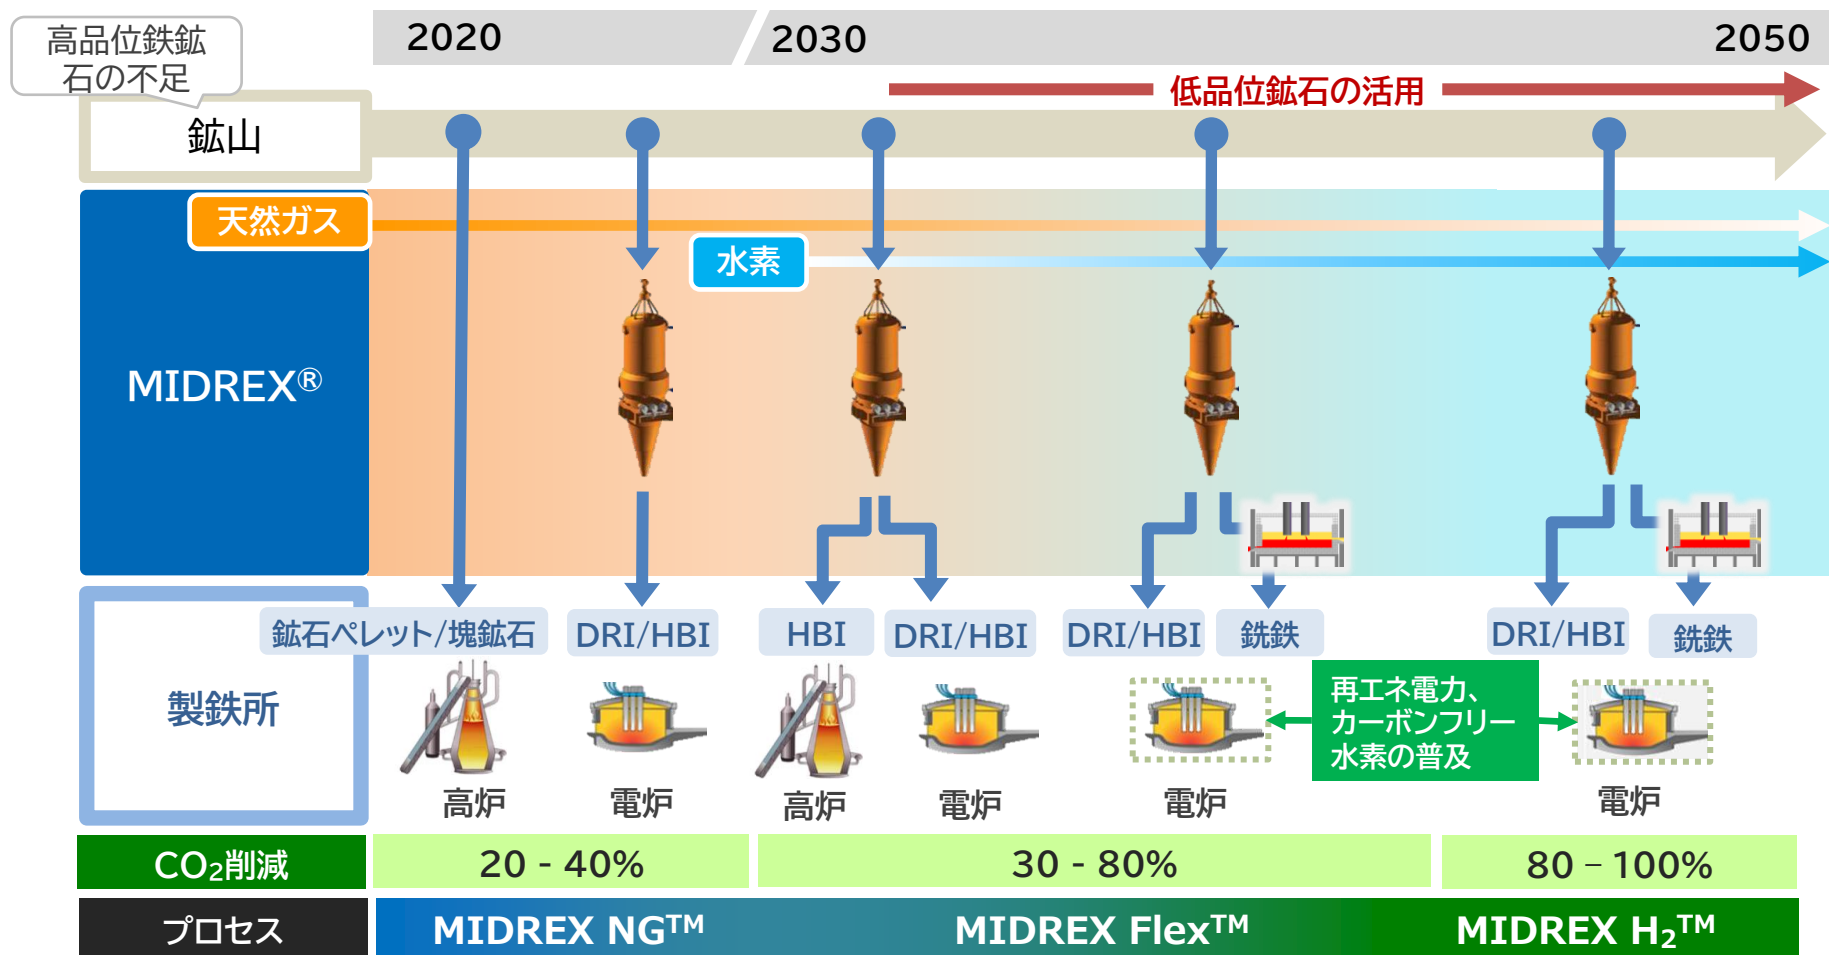 高品位鉄鉱
石の不足
2020
2030
2050
低品位鉱石の活用
鉱山
天然ガス
水素
MIDREX®
鉱石ペレット/塊鉱石
DRI/HBI
HBI
DRI/HBI
DRI/HBI
銑鉄
DRI/HBI
銑鉄
製鉄所
再エネ電力、
カーボンフリー
水素の普及
高炉
電炉
高炉
電炉
電炉
電炉
CO₂削減
20 - 40%
30 - 80%
80 – 100%
プロセス
MIDREX NG™
MIDREX Flex™
MIDREX H₂™